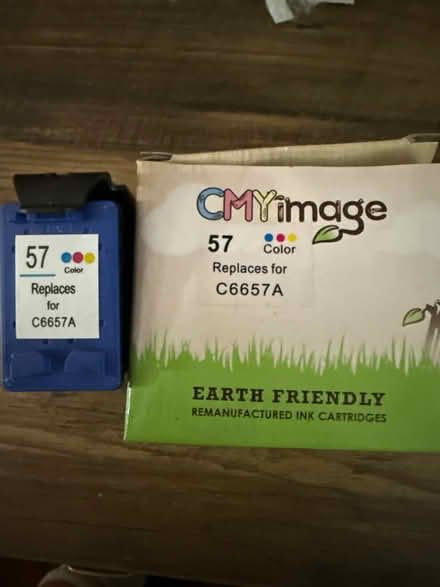 57
Color
Replaces
for
C6657A
CMYimage
57
Color
Replaces for
C6657A
EARTH FRIENDLY
REMANUFACTURED INK CARTRIDGES